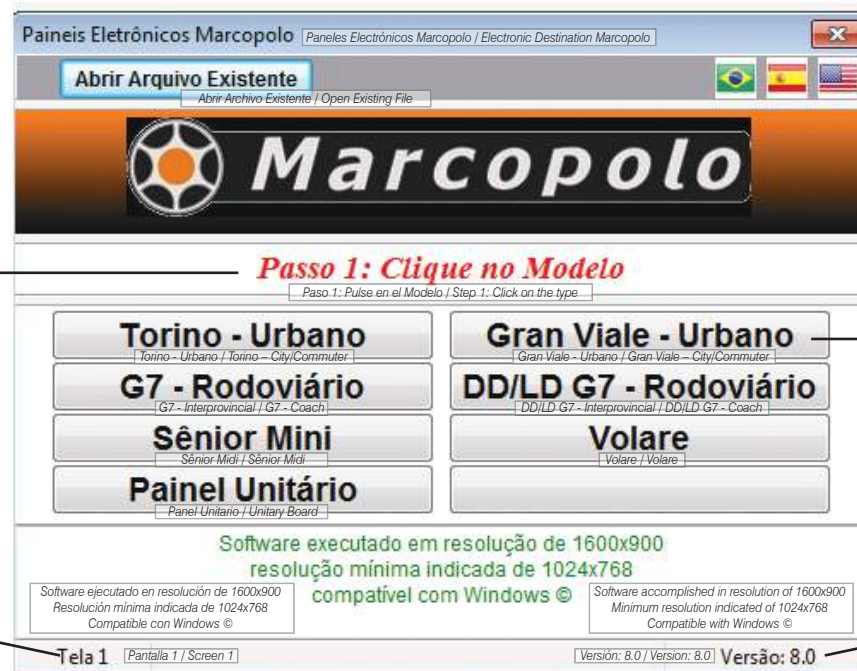 Paineis Eletrônicos Marcopolo
Paneles Electrónicos Marcopolo / Electronic Destination Marcopolo
Abrir Arquivo Existente
Abrir Archivo Existente / Open Existing File
Marcopolo
Passo 1: Clique no Modelo
Paso 1: Pulse en el Modelo / Step 1: Click on the type
Torino - Urbano
Torino - Urbano / Torino – City/Commuter
Gran Viale - Urbano
Gran Viale - Urbano / Gran Viale – City/Commuter
G7 - Rodoviário
G7 - Interprovincial / G7 - Coach
DD/LD G7 - Rodoviário
DD/LD G7 - Interprovincial / DD/LD G7 - Coach
Sênior Mini
Sênior Midi / Sênior Midi
Volare
Volare / Volare
Painel Unitário
Panel Unitario / Unitary Board
Software executado em resolução de 1600x900
resolução mínima indicada de 1024x768
compatível com Windows ©
Software ejecutado en resolución de 1600x900
Resolución mínima indicada de 1024x768
Compatible con Windows ©
Software accomplished in resolution of 1600x900
Minimum resolution indicated of 1024x768
Compatible with Windows ©
Tela 1
Pantalla 1 / Screen 1
Versión: 8.0 / Version: 8.0
Versão: 8.0